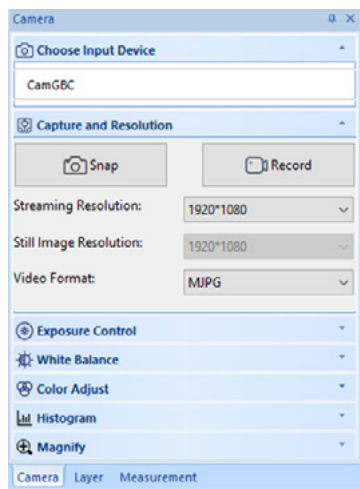 Camera
Choose Input Device
CamGBC
Capture and Resolution
Snap
Record
Streaming Resolution:
1920*1080
Still Image Resolution:
1920*1080
Video Format:
MJPG
Exposure Control
White Balance
Color Adjust
Histogram
Magnify
Camera Layer Measurement